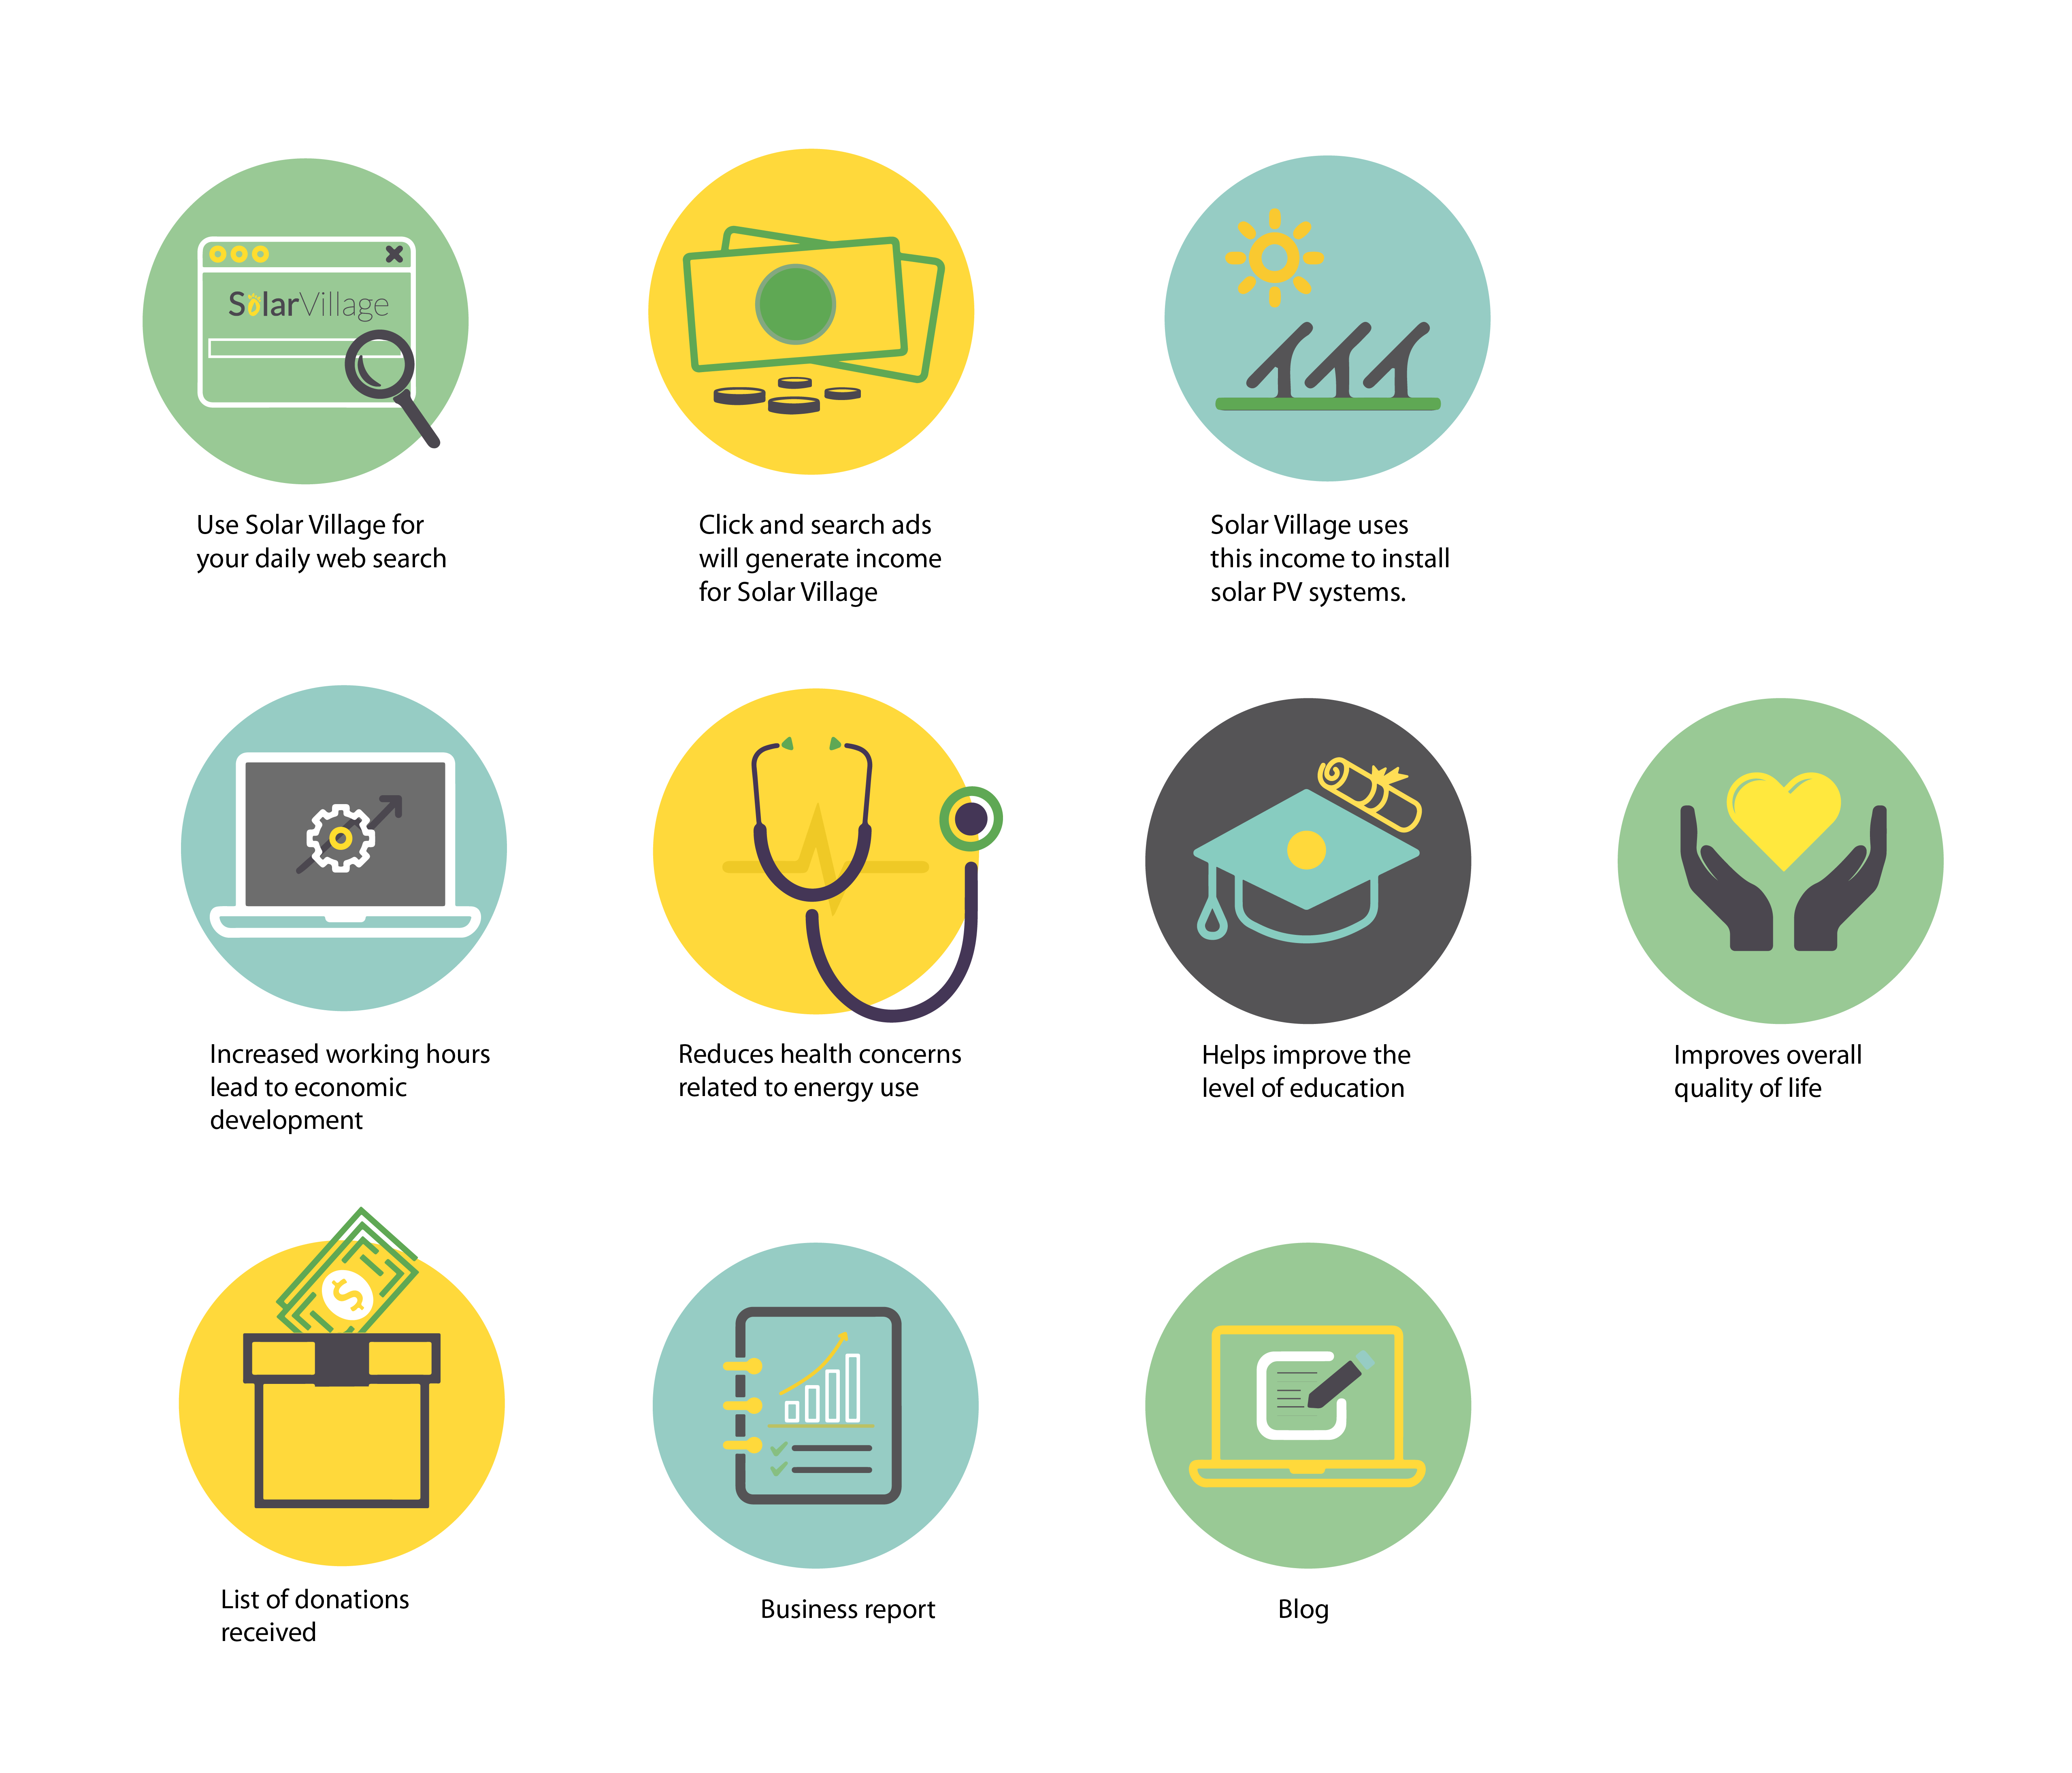 SolarVillage
Use Solar Village for
your daily web search
Click and search ads
will generate income
for Solar Village
Solar Village uses
this income to install
solar PV systems.
Increased working hours
lead to economic
development
Reduces health concerns
related to energy use
Helps improve the
level of education
Improves overall
quality of life
$
List of donations
received
Business report
Blog